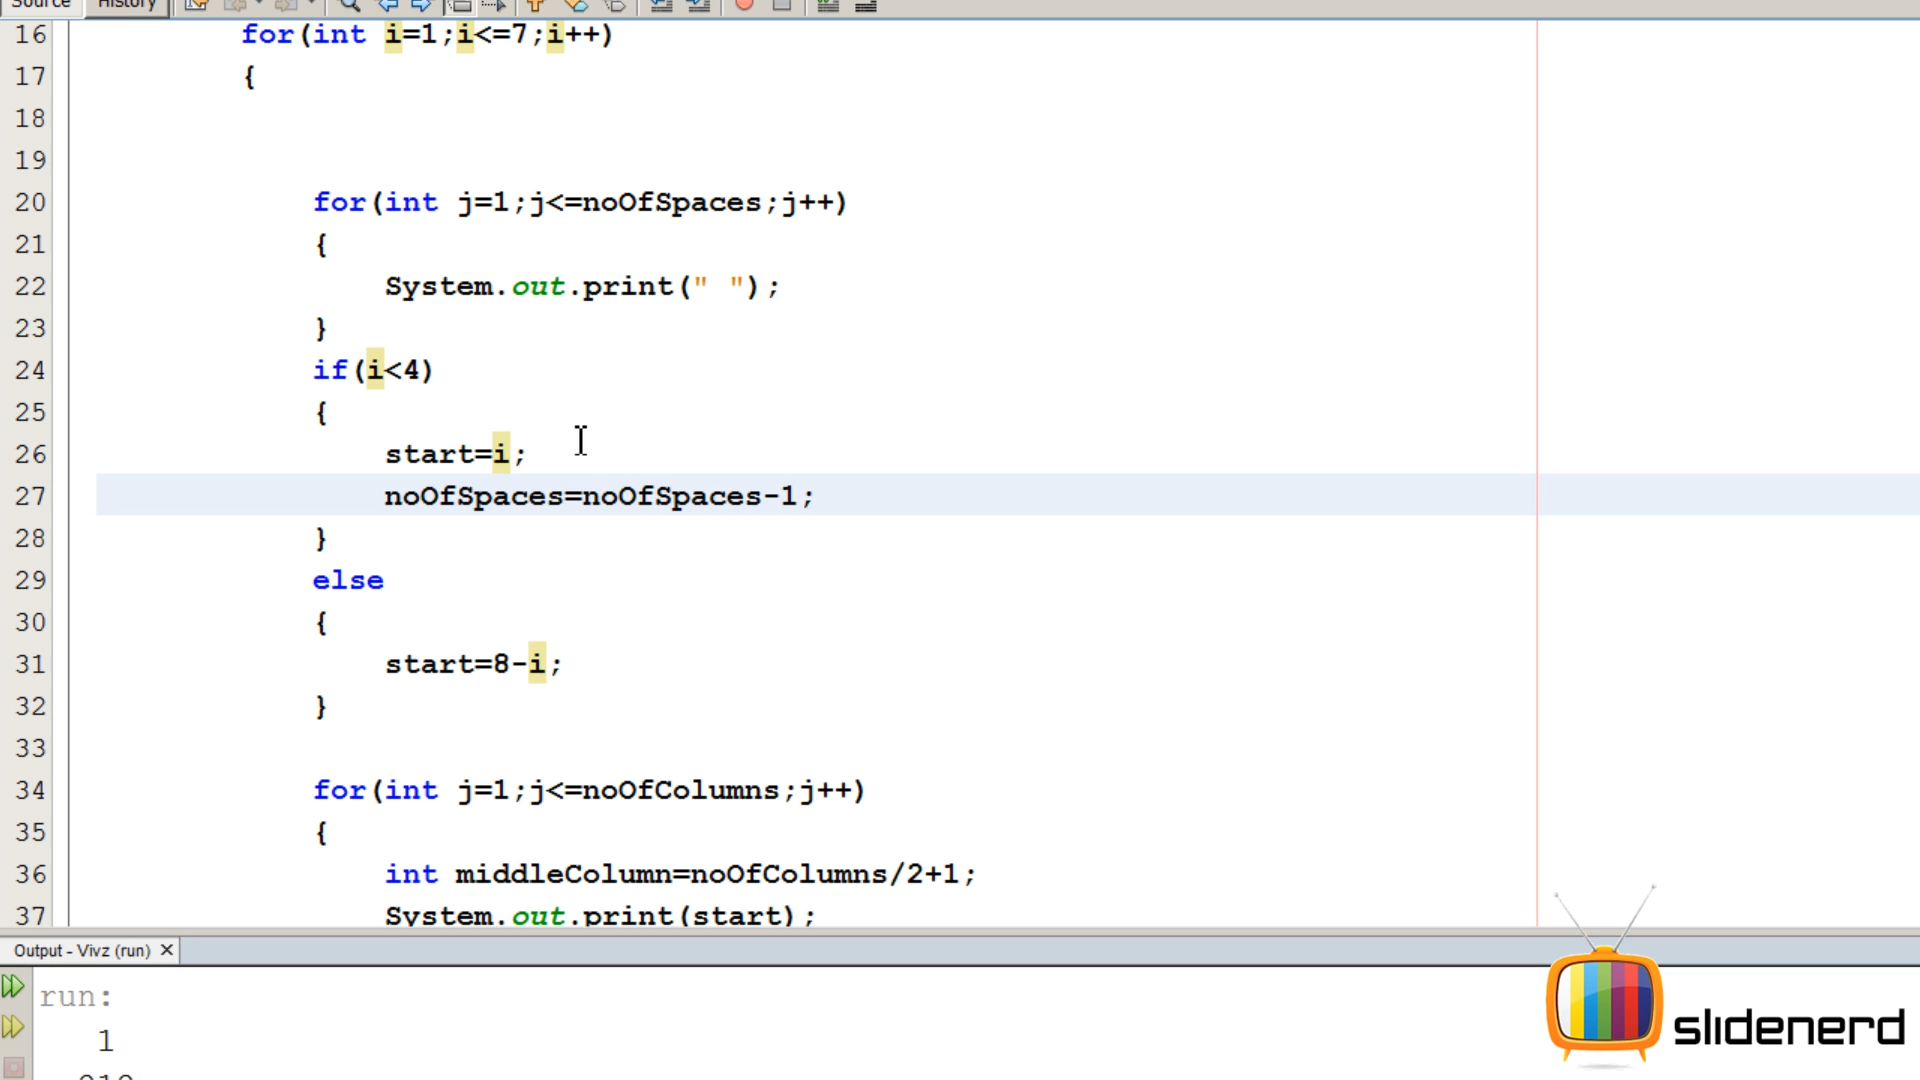 Source History
16 for(int i=1;i<=7;i++)
17 {
18
19
20 for(int j=1;j<=noOfSpaces;j++)
21 {
22 System.out.print(" ");
23 }
24 if(i<4)
25 {
26 start=i;
27 noOfSpaces=noOfSpaces-1;
28 }
29 else
30 {
31 start=8-i;
32 }
33
34 for(int j=1;j<=noOfColumns;j++)
35 {
36 int middleColumn=noOfColumns/2+1;
37 System.out.print(start);
Output - Vivz (run)
run:
1
slidenerd